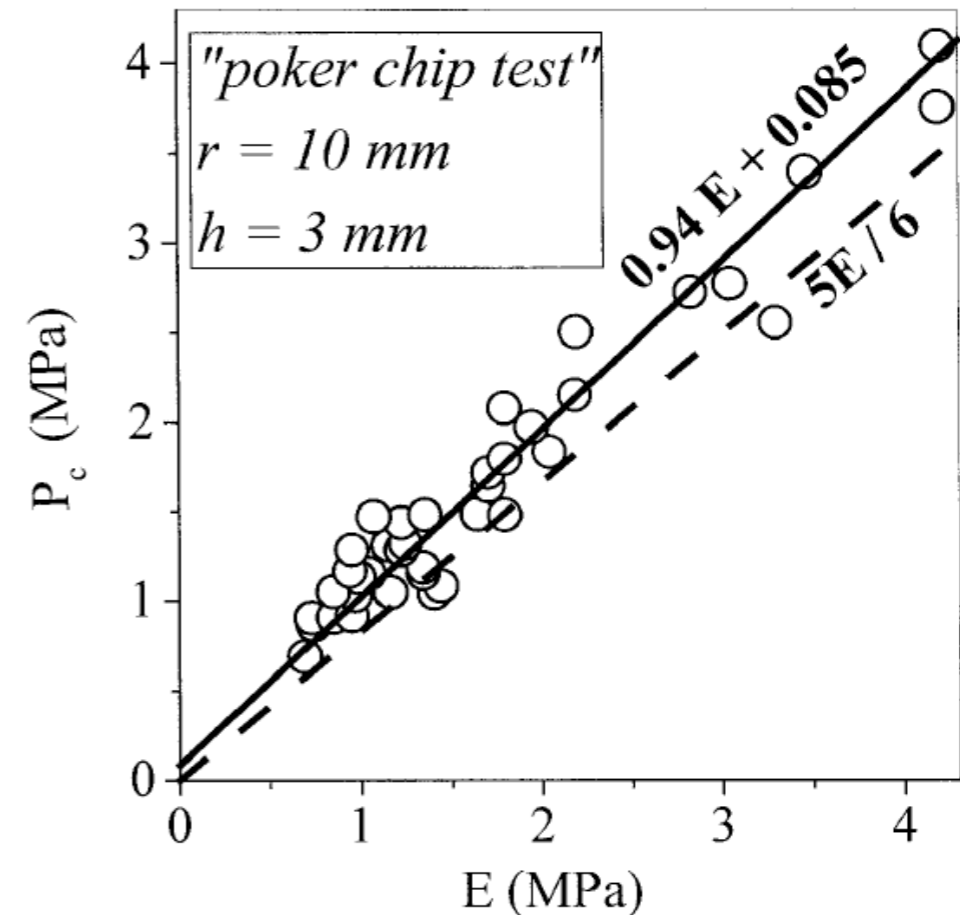 "poker chip test"
r = 10 mm
h = 3 mm
0.94 E + 0.085
5E / 6
P_c (MPa)
4
3
2
1
0
0 1 2 3 4
E (MPa)